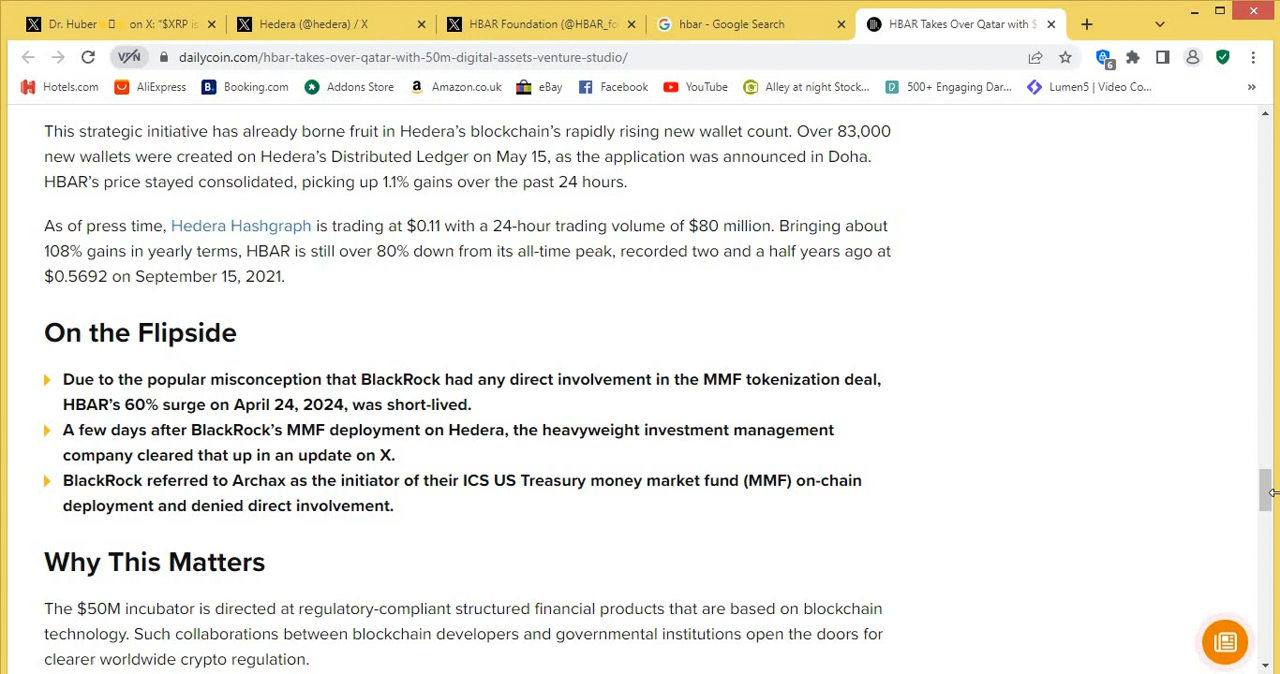 Dr. Huber on X: "$XRP is
Hedera (@hedera) / X
HBAR Foundation (@HBAR_fo
hbar - Google Search
HBAR Takes Over Qatar with $
VPN
dailycoin.com/hbar-takes-over-qatar-with-50m-digital-assets-venture-studio/
6
Hotels.com
AliExpress
Booking.com
Addons Store
Amazon.co.uk
eBay
Facebook
YouTube
Alley at night Stock...
500+ Engaging Dar...
Lumen5 | Video Co...
This strategic initiative has already borne fruit in Hedera's blockchain's rapidly rising new wallet count. Over 83,000
new wallets were created on Hedera's Distributed Ledger on May 15, as the application was announced in Doha.
HBAR's price stayed consolidated, picking up 1.1% gains over the past 24 hours.
As of press time, Hedera Hashgraph is trading at $0.11 with a 24-hour trading volume of $80 million. Bringing about
108% gains in yearly terms, HBAR is still over 80% down from its all-time peak, recorded two and a half years ago at
$0.5692 on September 15, 2021.
On the Flipside
Due to the popular misconception that BlackRock had any direct involvement in the MMF tokenization deal,
HBAR's 60% surge on April 24, 2024, was short-lived.
A few days after BlackRock's MMF deployment on Hedera, the heavyweight investment management
company cleared that up in an update on X.
BlackRock referred to Archax as the initiator of their ICS US Treasury money market fund (MMF) on-chain
deployment and denied direct involvement.
Why This Matters
The $50M incubator is directed at regulatory-compliant structured financial products that are based on blockchain
technology. Such collaborations between blockchain developers and governmental institutions open the doors for
clearer worldwide crypto regulation.